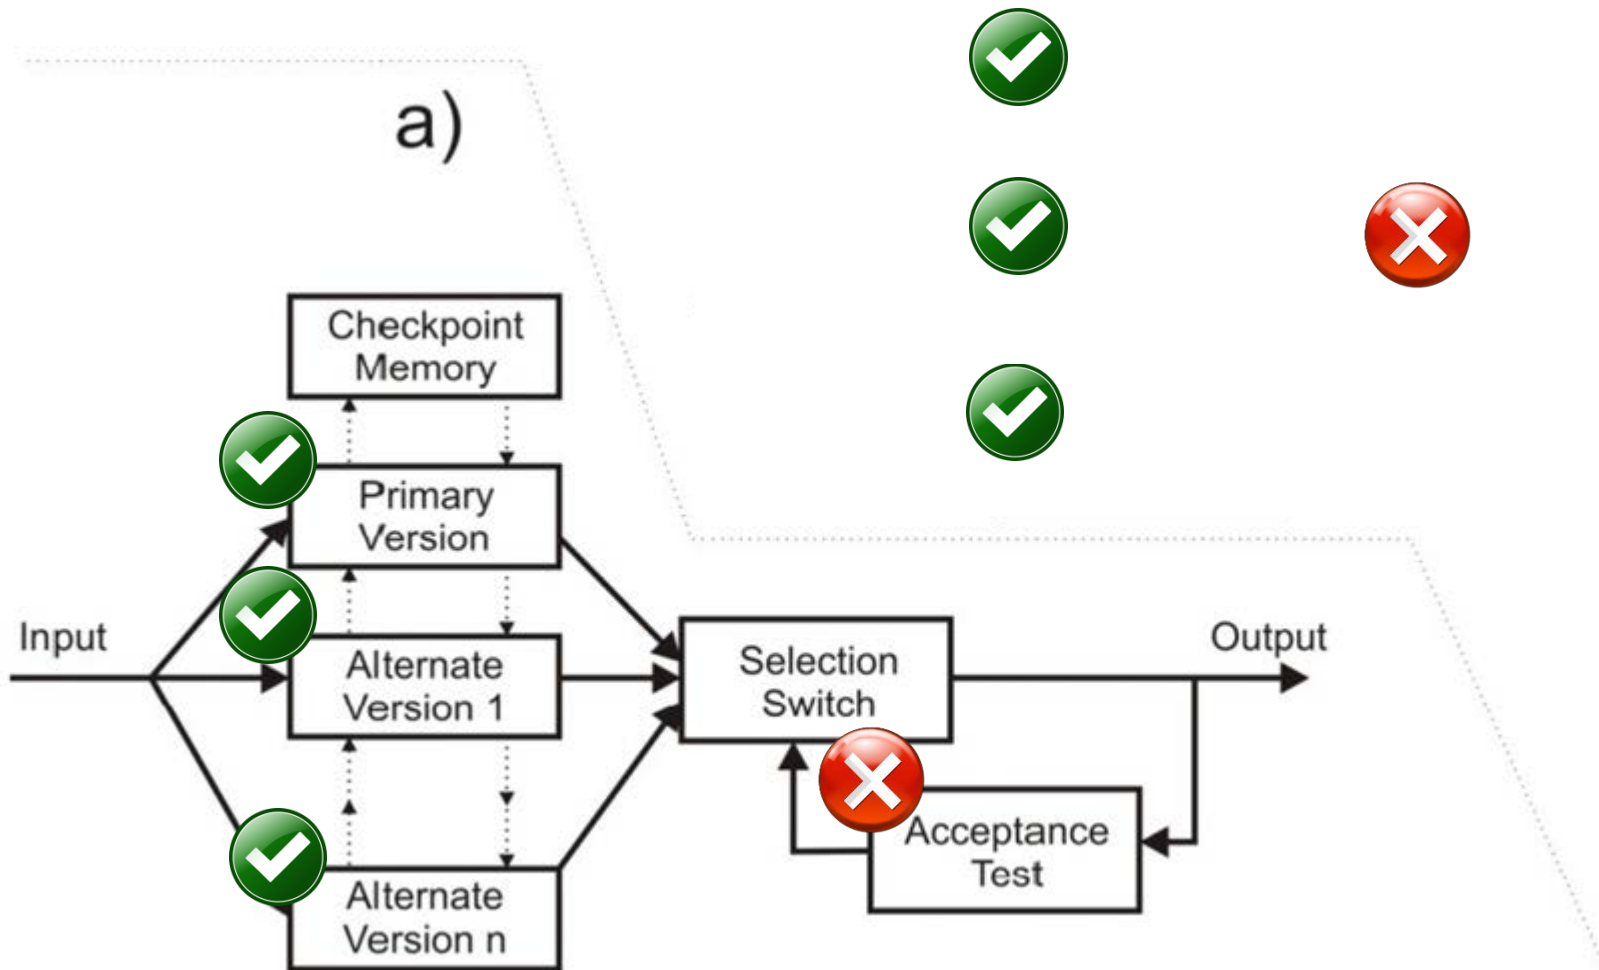 a)
Checkpoint
Memory
Primary
Version
Input
Alternate
Version 1
Selection
Switch
Output
Acceptance
Test
Alternate
Version n